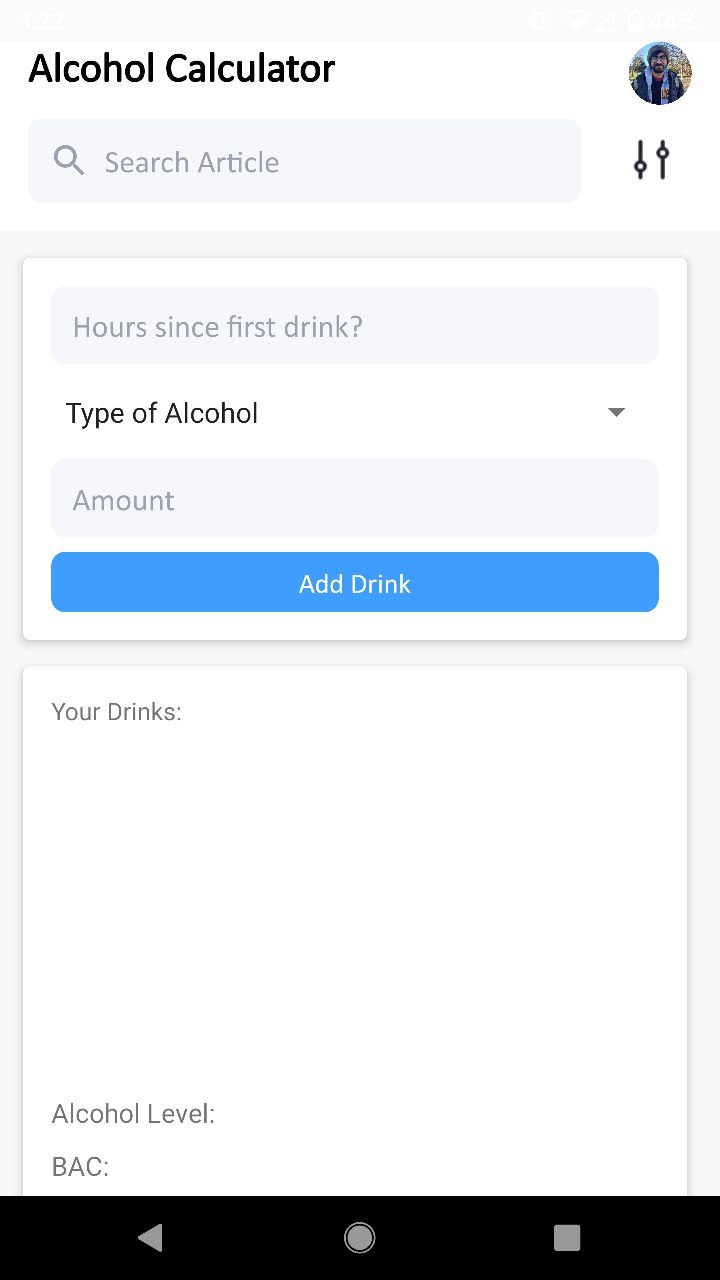 1:22 44%
Alcohol Calculator
Search Article
Hours since first drink?
Type of Alcohol
Amount
Add Drink
Your Drinks:
Alcohol Level:
BAC: